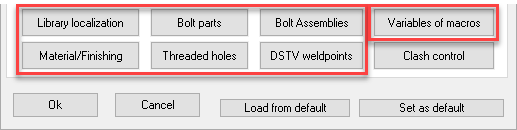 Library localization Bolt parts Bolt Assemblies Variables of macros
Material/Finishing Threaded holes DSTV weldpoints Clash control
Ok Cancel Load from default Set as default